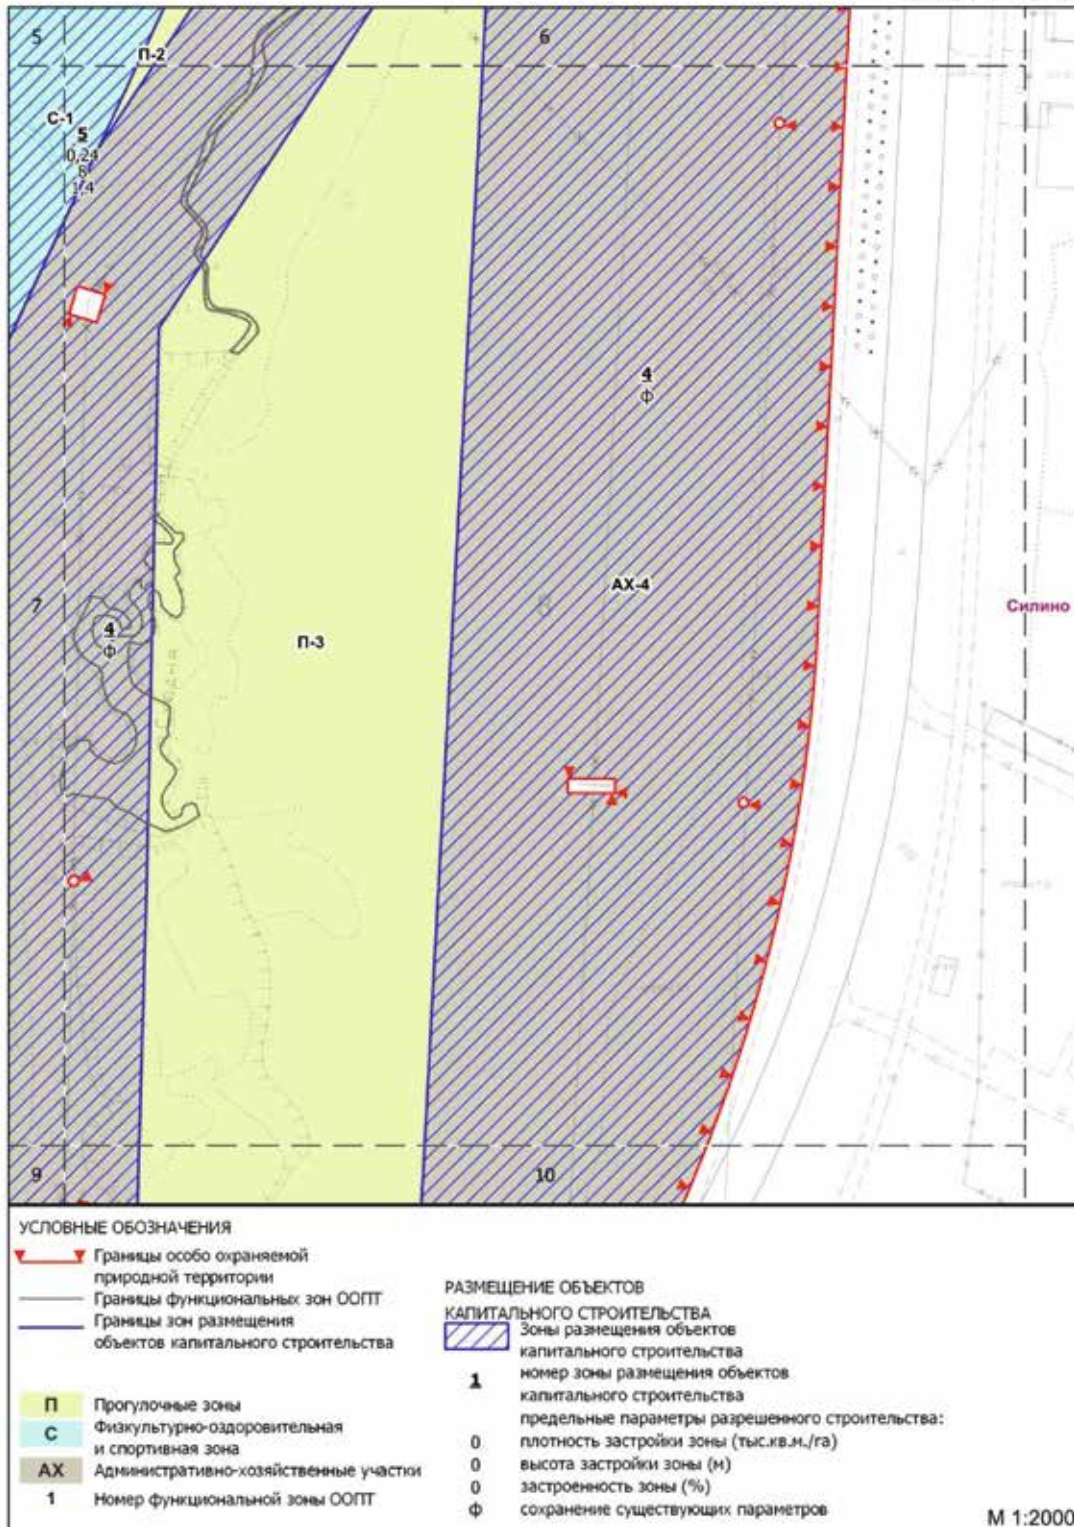 5
6
П-2
С-1
5
0,24
8
1,4
4
ф
АХ-4
Силино
7
8
4
ф
П-3
9
10
УСЛОВНЫЕ ОБОЗНАЧЕНИЯ
Границы особо охраняемой
природной территории
Границы функциональных зон ООПТ
Границы зон размещения
объектов капитального строительства
П Прогулочные зоны
С Физкультурно-оздоровительная
и спортивная зона
АХ Административно-хозяйственные участки
1 Номер функциональной зоны ООПТ
РАЗМЕЩЕНИЕ ОБЪЕКТОВ
КАПИТАЛЬНОГО СТРОИТЕЛЬСТВА
Зоны размещения объектов
капитального строительства
1 номер зоны размещения объектов
капитального строительства
предельные параметры разрешенного строительства:
0 плотность застройки зоны (тыс.кв.м./га)
0 высота застройки зоны (м)
0 застроенность зоны (%)
ф сохранение существующих параметров
М 1:2000